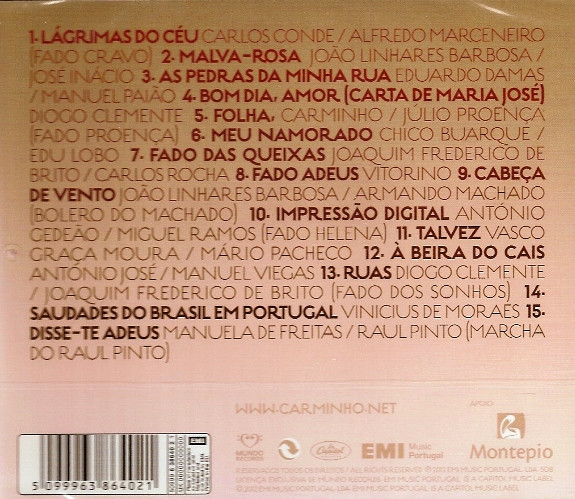 1. LÁGRIMAS DO CÉU CARLOS CONDE / ALFREDO MARCENEIRO
(FADO CRAVO) 2. MALVA-ROSA JOÃO LINHARES BARBOSA /
JOSÉ INÁCIO 3. AS PEDRAS DA MINHA RUA EDUARDO DAMAS
/ MANUEL PAIÃO 4. BOM DIA, AMOR (CARTA DE MARIA JOSÉ)
DIOGO CLEMENTE 5. FOLHA, CARMINHO / JÚLIO PROENÇA
(FADO PROENÇA) 6. MEU NAMORADO CHICO BUARQUE /
EDU LOBO 7. FADO DAS QUEIXAS JOAQUIM FREDERICO DE
BRITO / CARLOS ROCHA 8. FADO ADEUS VITORINO 9. CABEÇA
DE VENTO JOÃO LINHARES BARBOSA / ARMANDO MACHADO
(BOLERO DO MACHADO) 10. IMPRESSÃO DIGITAL ANTÓNIO
GEDEÃO / MIGUEL RAMOS (FADO HELENA) 11. TALVEZ VASCO
GRAÇA MOURA / MÁRIO PACHECO 12. À BEIRA DO CAIS
ANTÓNIO JOSÉ / MANUEL VIEGAS 13. RUAS DIOGO CLEMENTE
/ JOAQUIM FREDERICO DE BRITO (FADO DOS SONHOS) 14.
SAUDADES DO BRASIL EM PORTUGAL VINICIUS DE MORAES 15.
DISSE-TE ADEUS MANUELA DE FREITAS / RAUL PINTO (MARCHA
DO RAUL PINTO)
WWW.CARMINHO.NET
APOIO
MUNDO
Capitol
EMI Music Portugal
EMI
Montepio
5 099963 864021